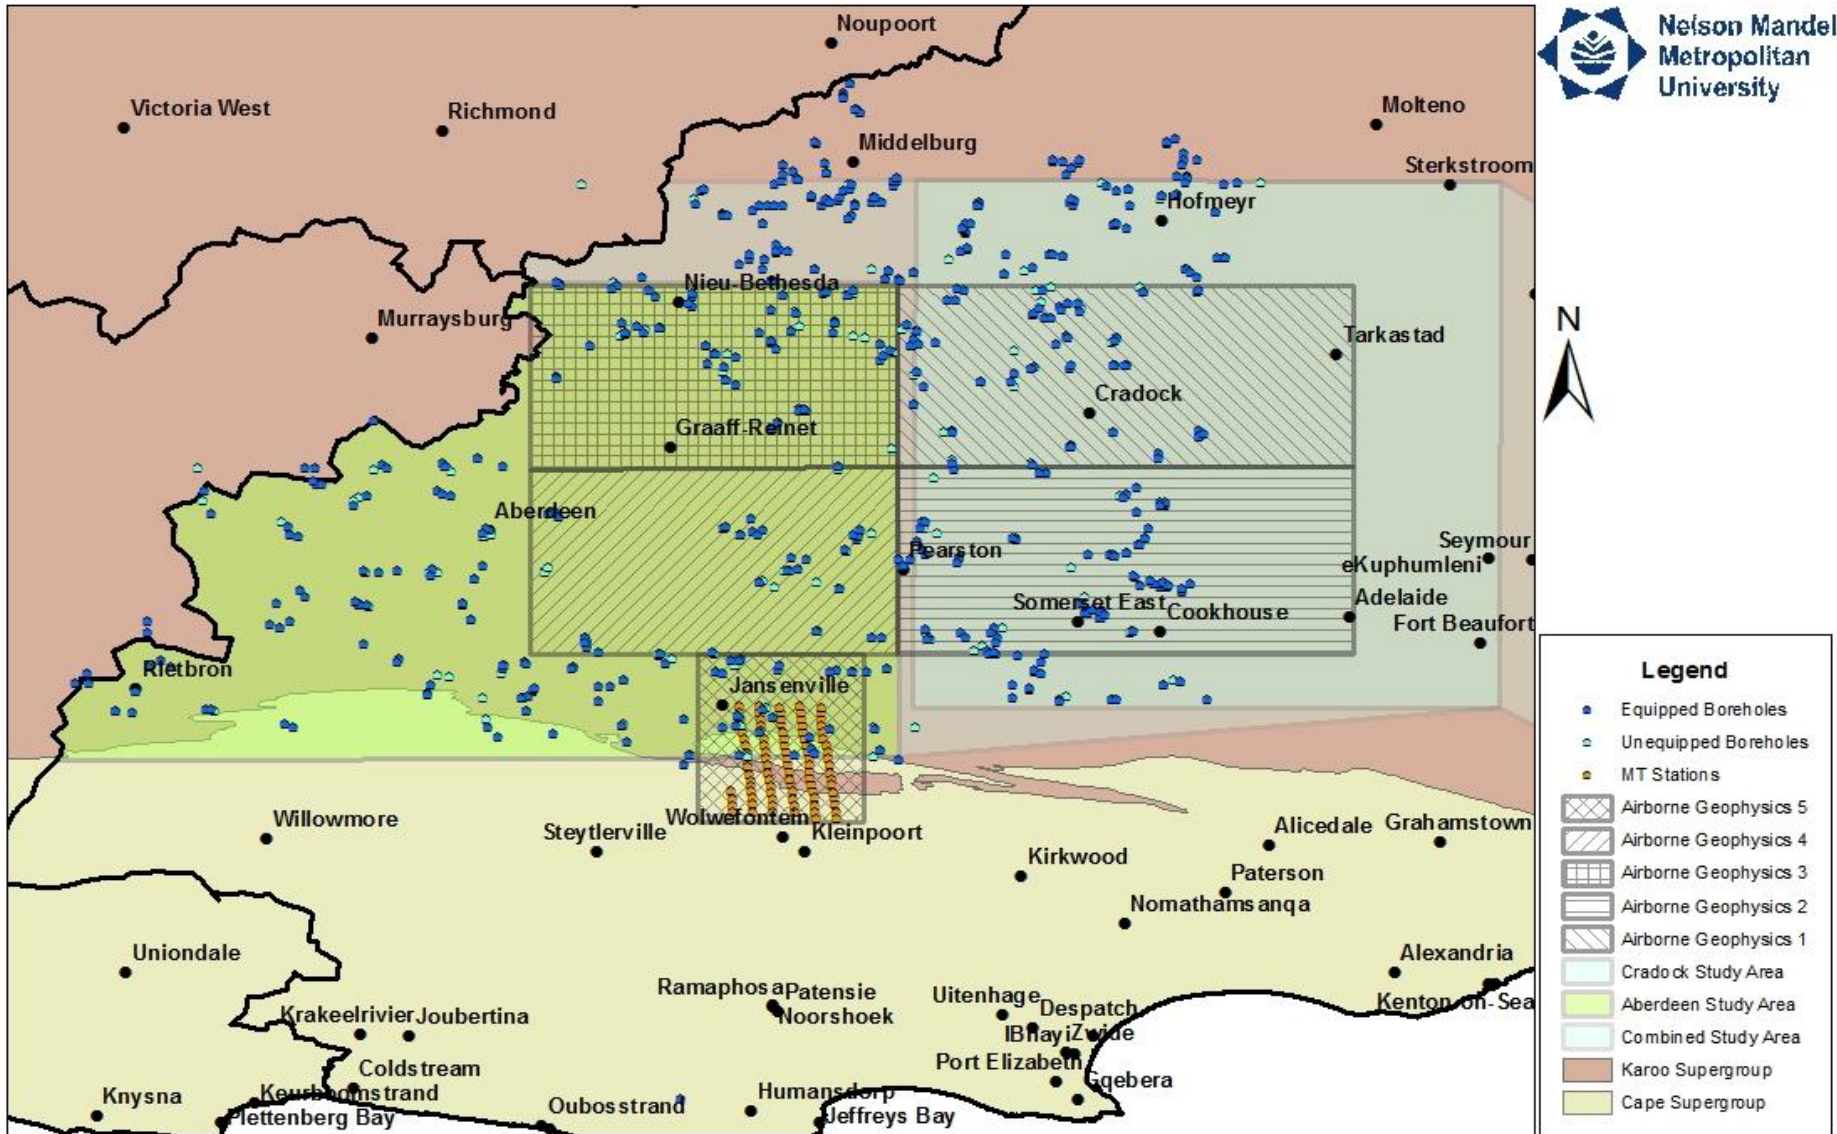 Noupoort
Nelson Mandel
Metropolitan
University
Victoria West
Richmond
Molteno
Middelburg
Sterkstroom
Hofmeyr
Nieu-Bethesda
Murraysburg
Tarkastad
N
Cradock
Graaff-Reinet
Aberdeen
Pearston
Seymour
eKuphumleni
Somerset East
Cookhouse
Adelaide
Fort Beaufort
Rietbron
Jansenville
Willowmore
Steytlerville
Wolwefontein
Kleinpoort
Alicedale
Grahamstown
Kirkwood
Paterson
Nomathamsanqa
Uniondale
Alexandria
Ramaphosa
Patensie
Noorshoek
Uitenhage
Despatch
Kenton-on-Sea
Krakeelrivier
Joubertina
IBhayi
Zwide
Port Elizabeth
Gqebera
Coldstream
Knysna
Keurboomstrand
Plettenberg Bay
Oubosstrand
Humansdorp
Jeffreys Bay
Legend
Equipped Boreholes
Unequipped Boreholes
MT Stations
Airborne Geophysics 5
Airborne Geophysics 4
Airborne Geophysics 3
Airborne Geophysics 2
Airborne Geophysics 1
Cradock Study Area
Aberdeen Study Area
Combined Study Area
Karoo Supergroup
Cape Supergroup